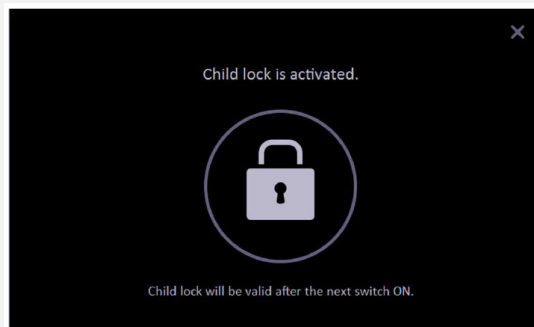 Child lock is activated.
Child lock will be valid after the next switch ON.